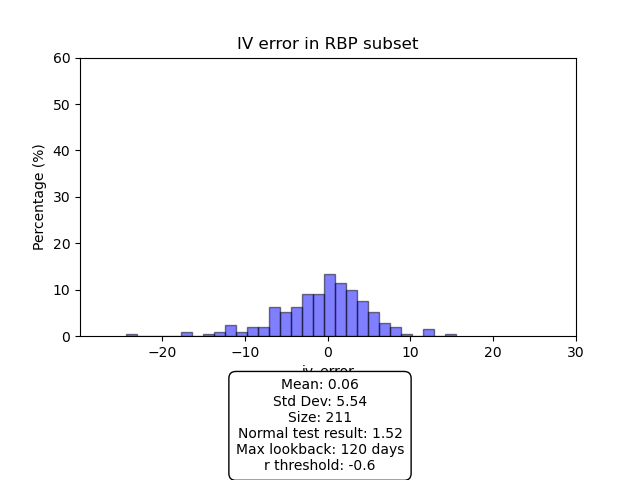 IV error in RBP subset
Percentage (%)
60
50
40
30
20
10
0
−20
−10
0
10
20
30
iv_error
Mean: 0.06
Std Dev: 5.54
Size: 211
Normal test result: 1.52
Max lookback: 120 days
r threshold: -0.6